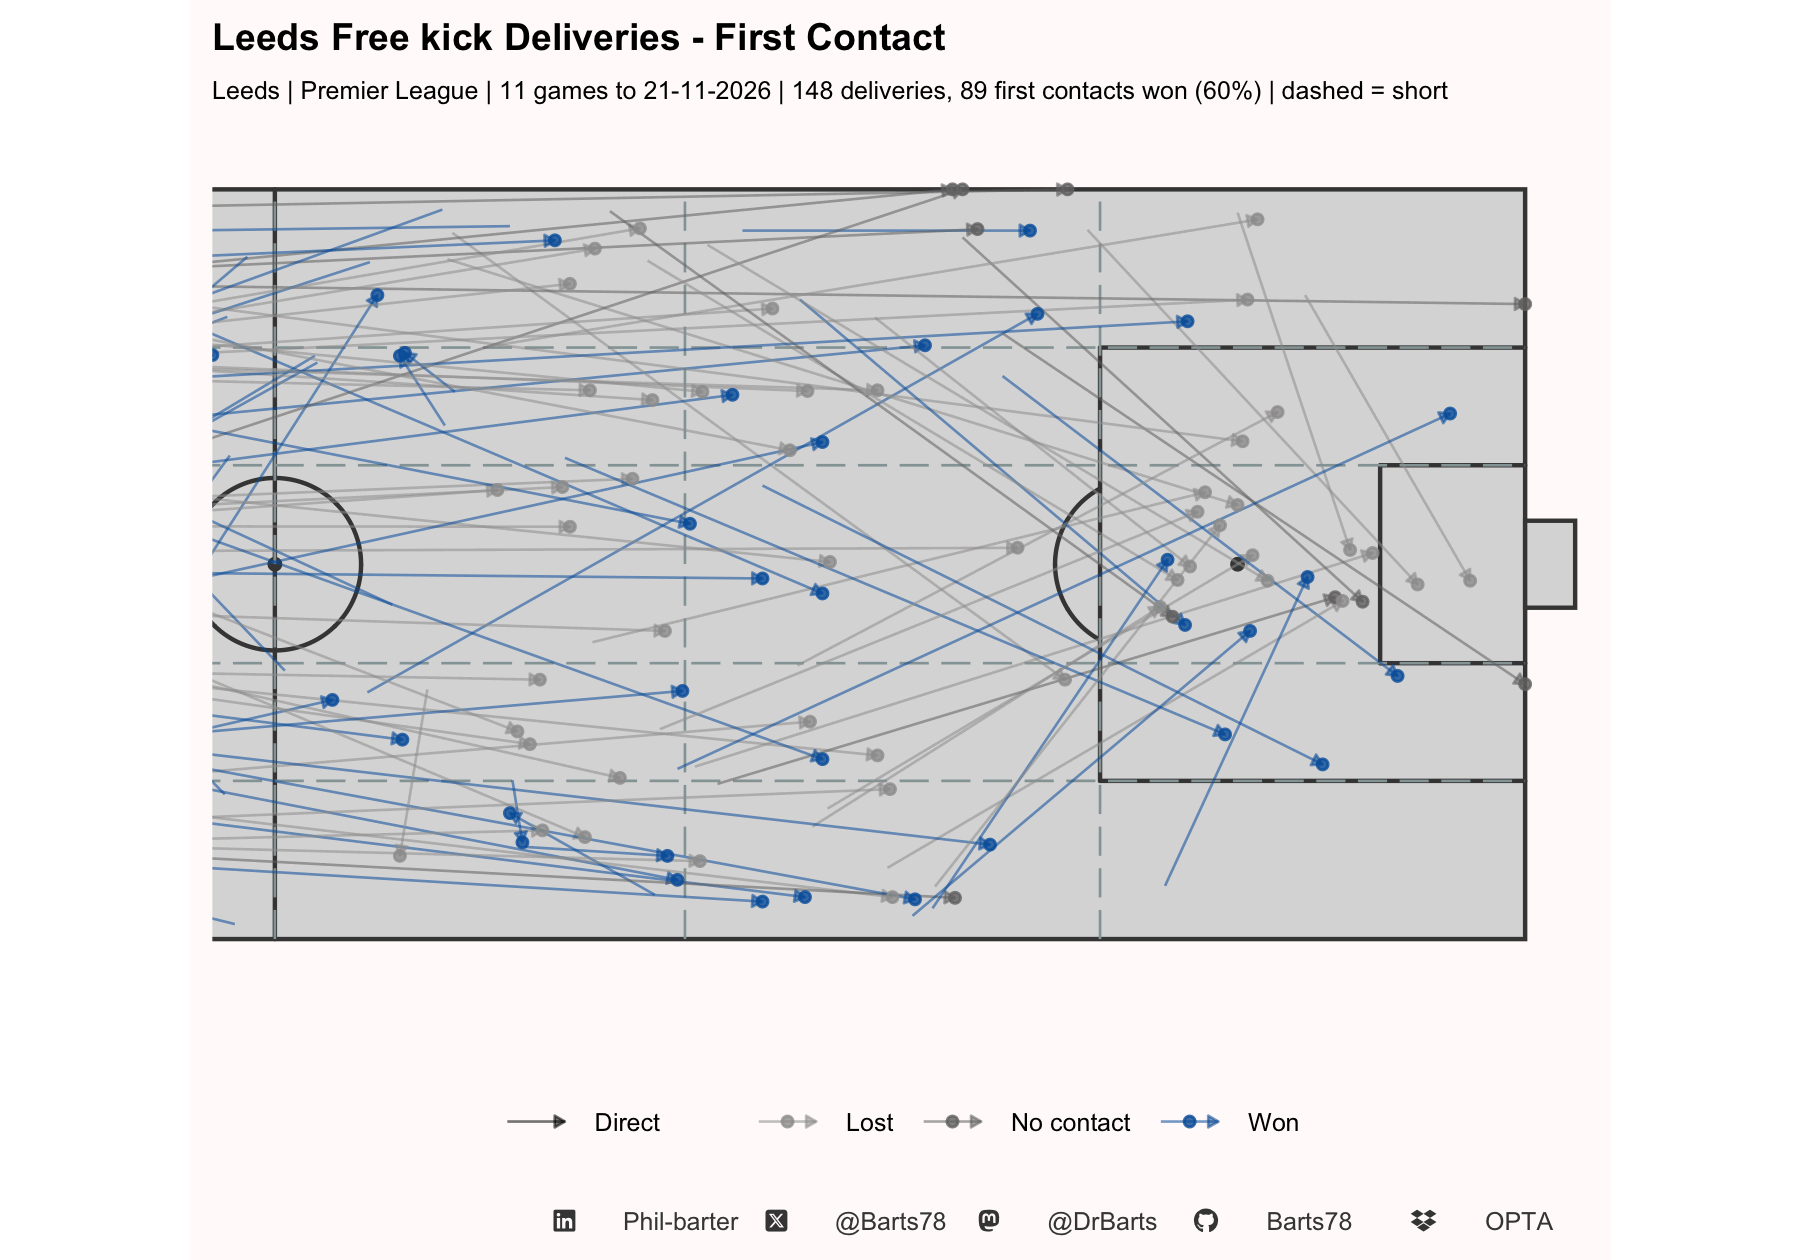 Leeds Free kick Deliveries - First Contact
Leeds | Premier League | 11 games to 21-11-2026 | 148 deliveries, 89 first contacts won (60%) | dashed = short
Direct Lost No contact Won
Phil-barter @Barts78 @DrBarts Barts78 OPTA